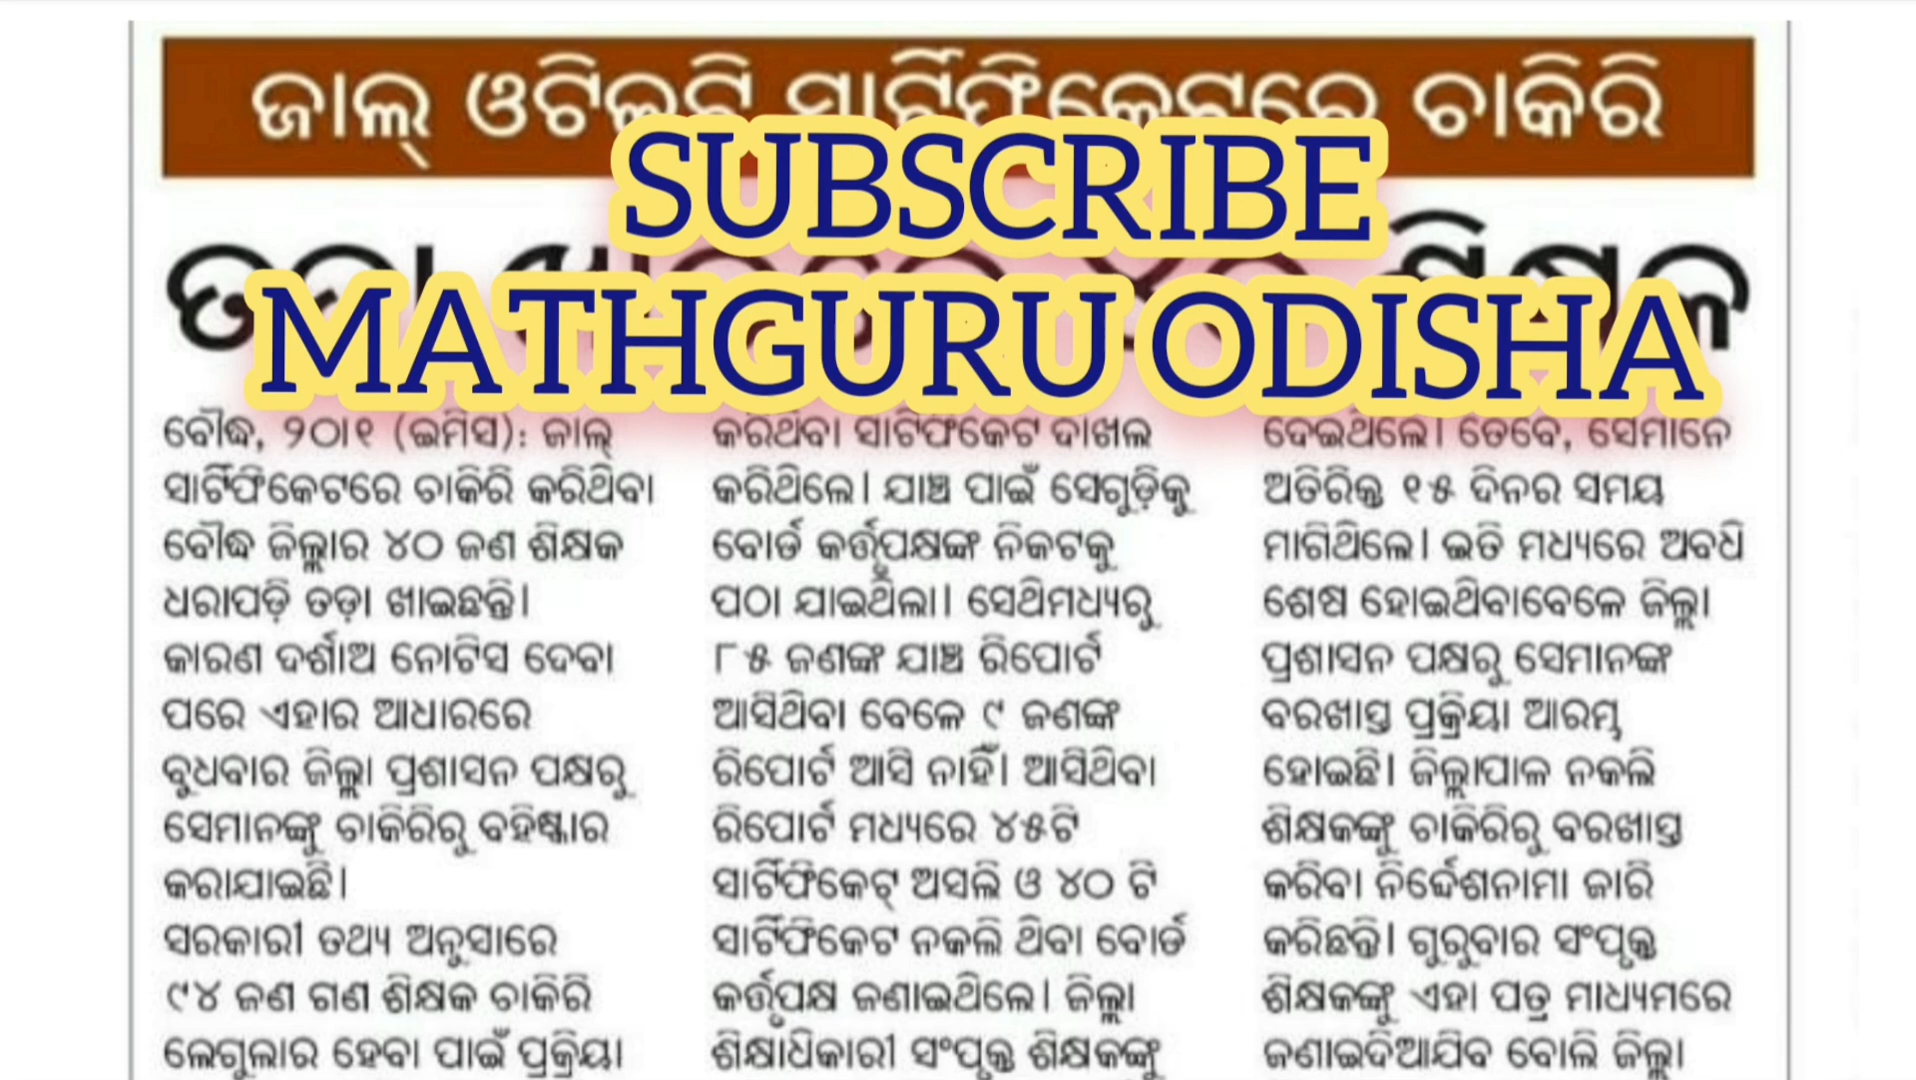 ଜାଲ୍ ଓଟିଇଟି ସାର୍ଟିଫିକେଟରେ ଚାକିରି
SUBSCRIBE
MATHGURU ODISHA
ଶିକ୍ଷକ
ବୌଦ୍ଧ, ୨୦ା୧ (ଇମିସ): ଜାଲ୍
ସାର୍ଟିଫିକେଟରେ ଚାକିରି କରିଥିବା
ବୌଦ୍ଧ ଜିଲ୍ଲାର ୪୦ ଜଣ ଶିକ୍ଷକ
ଧରାପଡ଼ି ତଡ଼ା ଖାଇଛନ୍ତି।
କାରଣ ଦର୍ଶାଅ ନୋଟିସ ଦେବା
ପରେ ଏହାର ଆଧାରରେ
ବୁଧବାର ଜିଲ୍ଲା ପ୍ରଶାସନ ପକ୍ଷରୁ
ସେମାନଙ୍କୁ ଚାକିରିରୁ ବହିଷ୍କାର
କରାଯାଇଛି।
ସରକାରୀ ତଥ୍ୟ ଅନୁସାରେ
୯୪ ଜଣ ଗଣ ଶିକ୍ଷକ ଚାକିରି
ଲେଗୁଲାର ହେବା ପାଇଁ ପ୍ରକ୍ରିୟା
କରିଥିବା ସାର୍ଟିଫିକେଟ ଦାଖଲ
କରିଥିଲେ। ଯାଞ୍ଚ ପାଇଁ ସେଗୁଡ଼ିକୁ
ବୋର୍ଡ କର୍ତ୍ତୃପକ୍ଷଙ୍କ ନିକଟକୁ
ପଠା ଯାଇଥିଲା। ସେଥିମଧ୍ୟରୁ
୮୫ ଜଣଙ୍କ ଯାଞ୍ଚ ରିପୋର୍ଟ
ଆସିଥିବା ବେଳେ ୯ ଜଣଙ୍କ
ରିପୋର୍ଟ ଆସି ନାହିଁ। ଆସିଥିବା
ରିପୋର୍ଟ ମଧ୍ୟରେ ୪୫ଟି
ସାର୍ଟିଫିକେଟ୍ ଅସଲି ଓ ୪୦ ଟି
ସାର୍ଟିଫିକେଟ ନକଲି ଥିବା ବୋର୍ଡ
କର୍ତ୍ତୃପକ୍ଷ ଜଣାଇଥିଲେ। ଜିଲ୍ଲା
ଶିକ୍ଷାଧିକାରୀ ସଂପୃକ୍ତ ଶିକ୍ଷକଙ୍କୁ
ଦେଇଥିଲେ। ତେବେ, ସେମାନେ
ଅତିରିକ୍ତ ୧୫ ଦିନର ସମୟ
ମାଗିଥିଲେ। ଇତି ମଧ୍ୟରେ ଅବଧି
ଶେଷ ହୋଇଥିବାବେଳେ ଜିଲ୍ଲା
ପ୍ରଶାସନ ପକ୍ଷରୁ ସେମାନଙ୍କ
ବରଖାସ୍ତ ପ୍ରକ୍ରିୟା ଆରମ୍ଭ
ହୋଇଛି। ଜିଲ୍ଲାପାଳ ନକଲି
ଶିକ୍ଷକଙ୍କୁ ଚାକିରିରୁ ବରଖାସ୍ତ
କରିବା ନିର୍ଦ୍ଦେଶନାମା ଜାରି
କରିଛନ୍ତି। ଗୁରୁବାର ସଂପୃକ୍ତ
ଶିକ୍ଷକଙ୍କୁ ଏହା ପତ୍ର ମାଧ୍ୟମରେ
ଜଣାଇଦିଆଯିବ ବୋଲି ଜିଲ୍ଲା